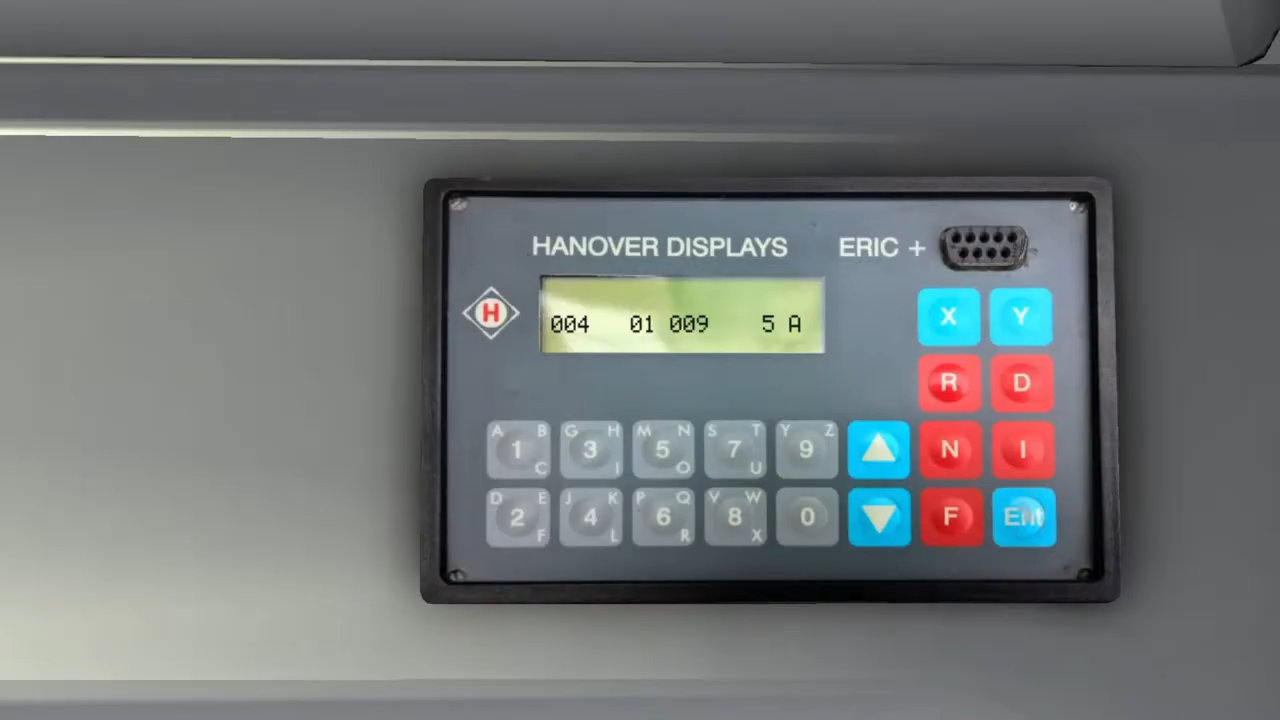 HANOVER DISPLAYS ERIC +
H
004 01 009 5 A
X Y
R D
A B 1 C G H 3 I M N 5 O S T 7 U Y Z 9 N I
D E 2 F J K 4 L P Q 6 R V W 8 X 0 F Ent